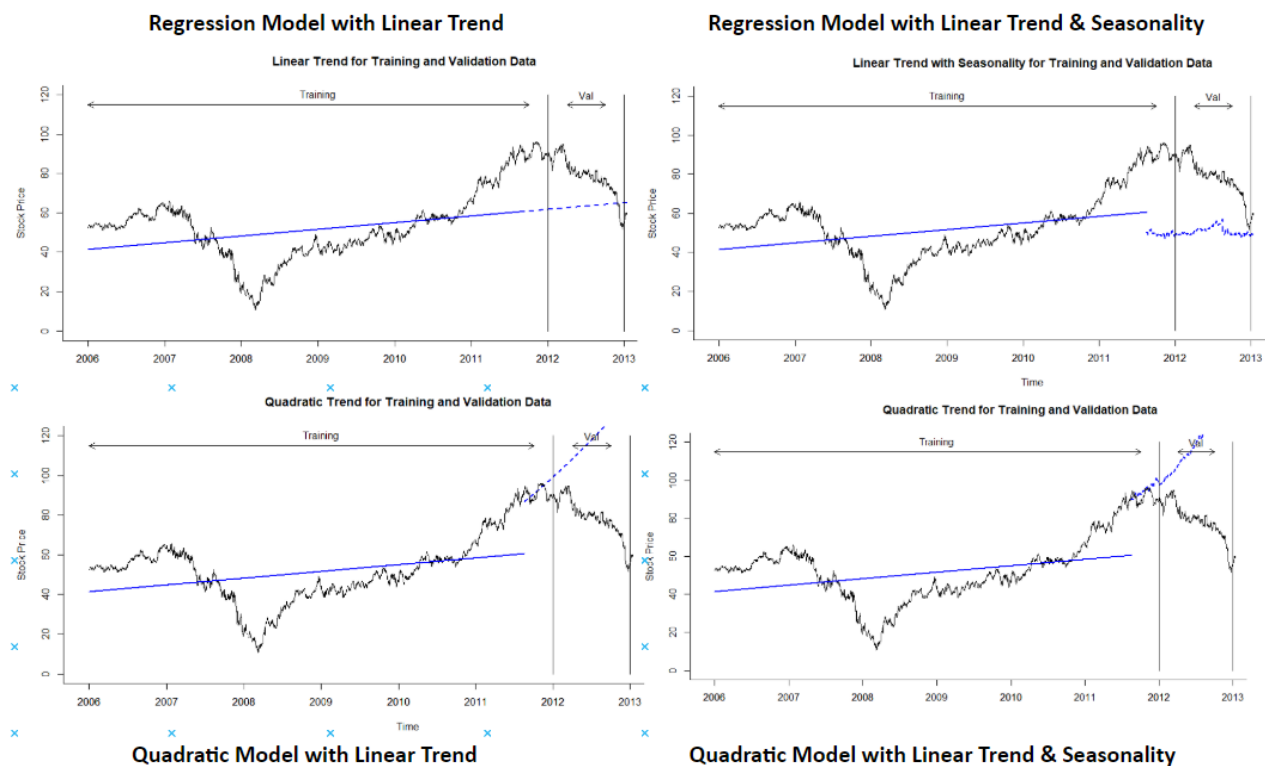 Regression Model with Linear Trend
Linear Trend for Training and Validation Data
Training
Val
120
100
80
60
40
20
0
Stock Price
2006 2007 2008 2009 2010 2011 2012 2013
Regression Model with Linear Trend & Seasonality
Linear Trend with Seasonality for Training and Validation Data
Training
Val
120
100
80
60
40
20
0
Stock Price
2006 2007 2008 2009 2010 2011 2012 2013
Time
Quadratic Trend for Training and Validation Data
Training
Val
120
100
80
60
40
20
0
Stock Price
2006 2007 2008 2009 2010 2011 2012 2013
Time
Quadratic Model with Linear Trend
Quadratic Trend for Training and Validation Data
Training
Val
120
100
80
60
40
20
0
Stock Price
2006 2007 2008 2009 2010 2011 2012 2013
Quadratic Model with Linear Trend & Seasonality